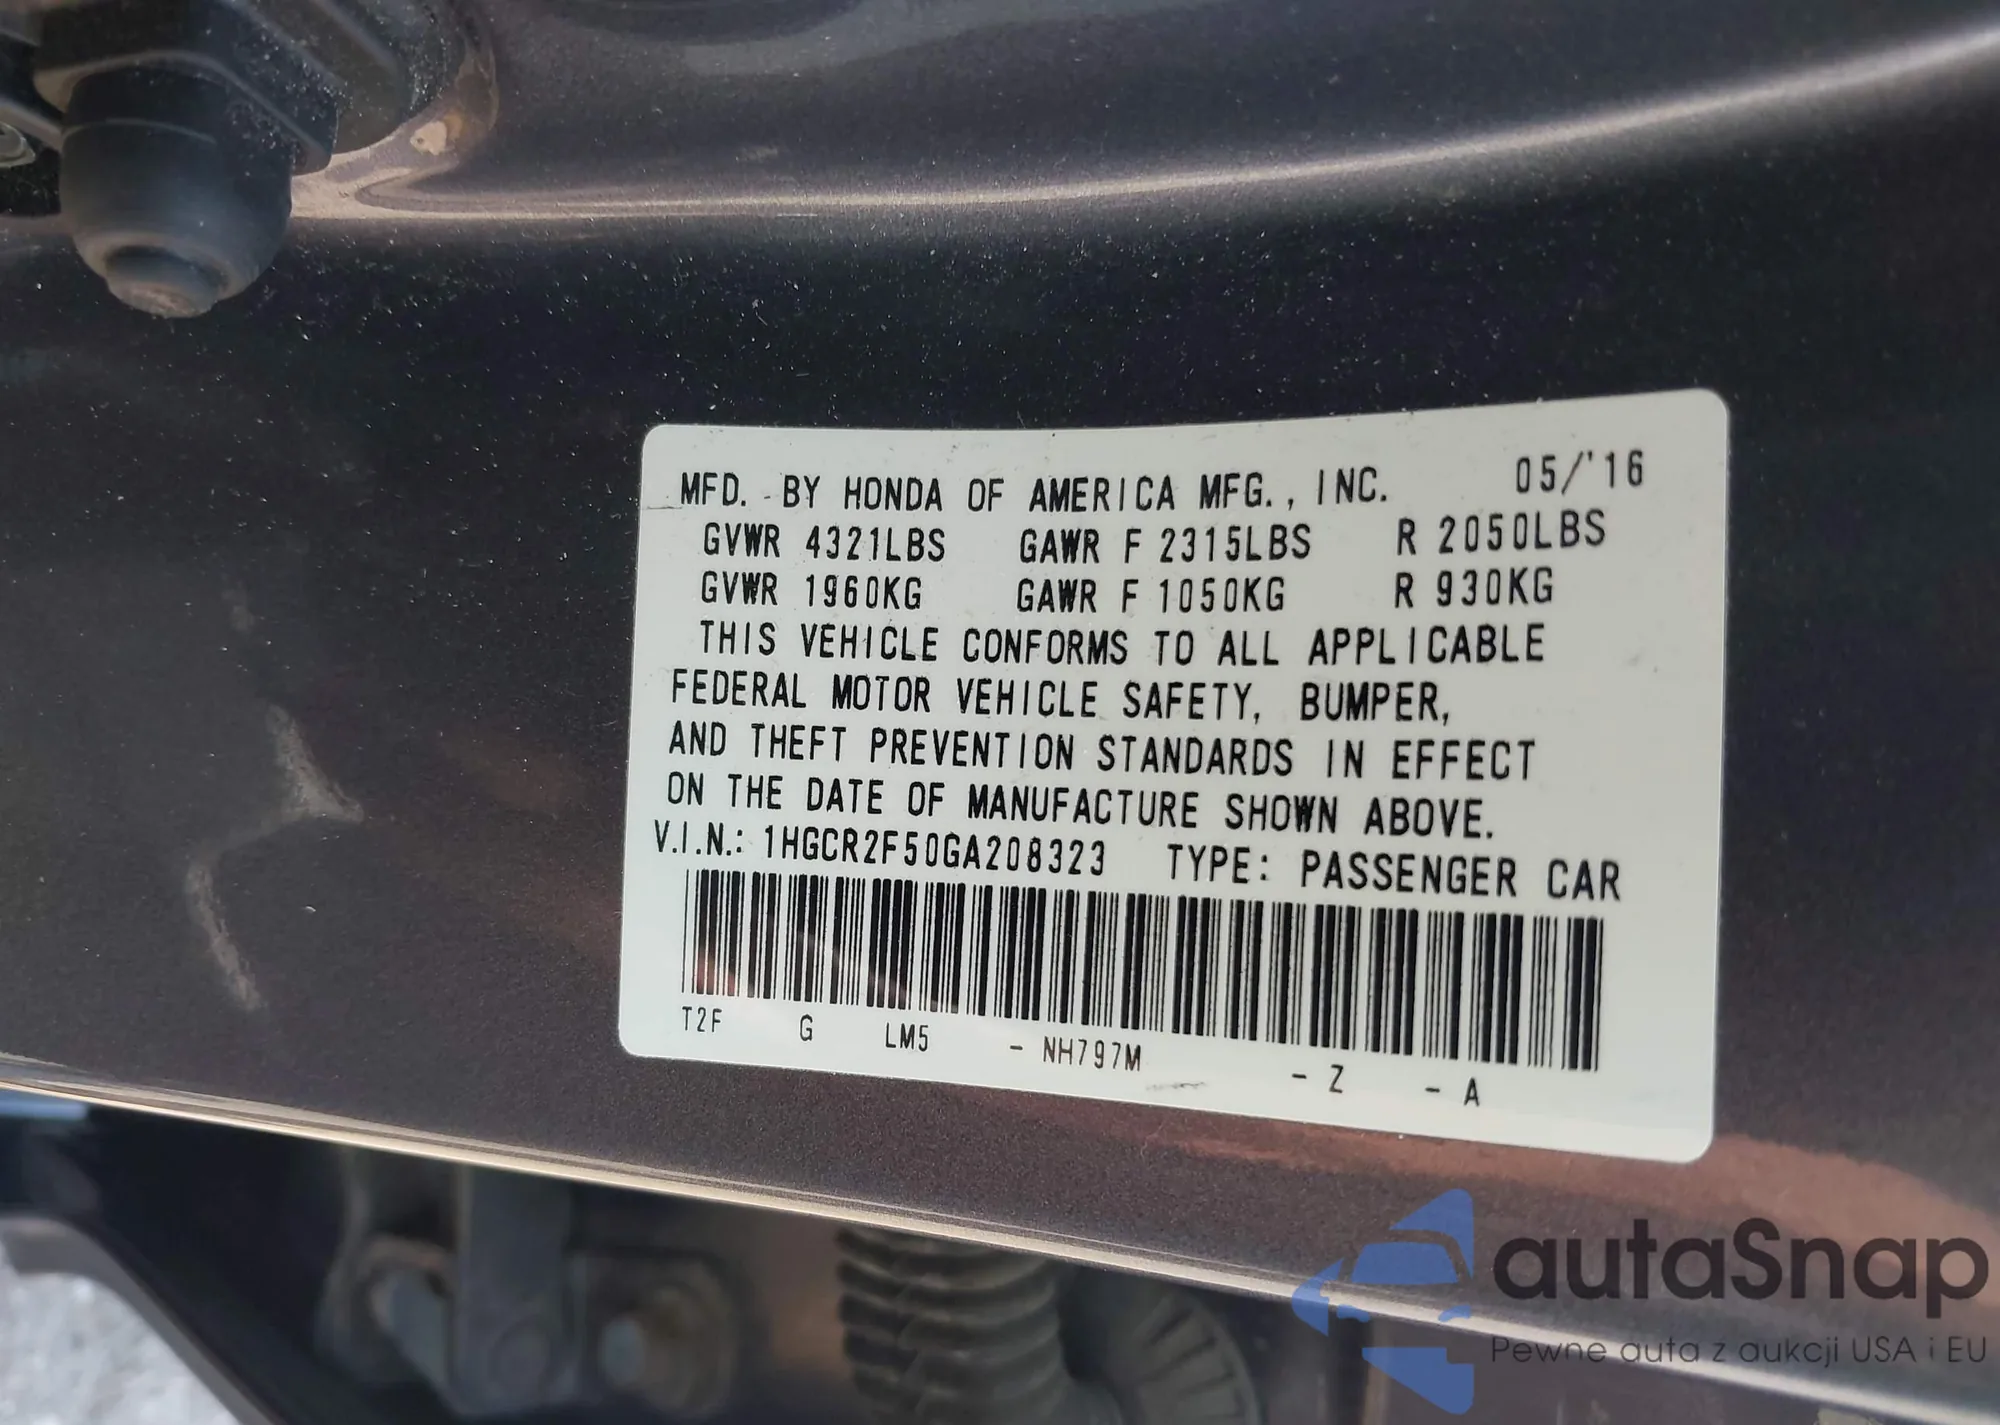 MFD. BY HONDA OF AMERICA MFG., INC. 05/'16
GVWR 4321LBS GAWR F 2315LBS R 2050LBS
GVWR 1960KG GAWR F 1050KG R 930KG
THIS VEHICLE CONFORMS TO ALL APPLICABLE
FEDERAL MOTOR VEHICLE SAFETY, BUMPER,
AND THEFT PREVENTION STANDARDS IN EFFECT
ON THE DATE OF MANUFACTURE SHOWN ABOVE.
V.I.N.: 1HGCR2F50GA208323 TYPE: PASSENGER CAR
T2F G LM5 - NH797M - Z - A
autaSnap
Pewne auta z aukcji USA i EU